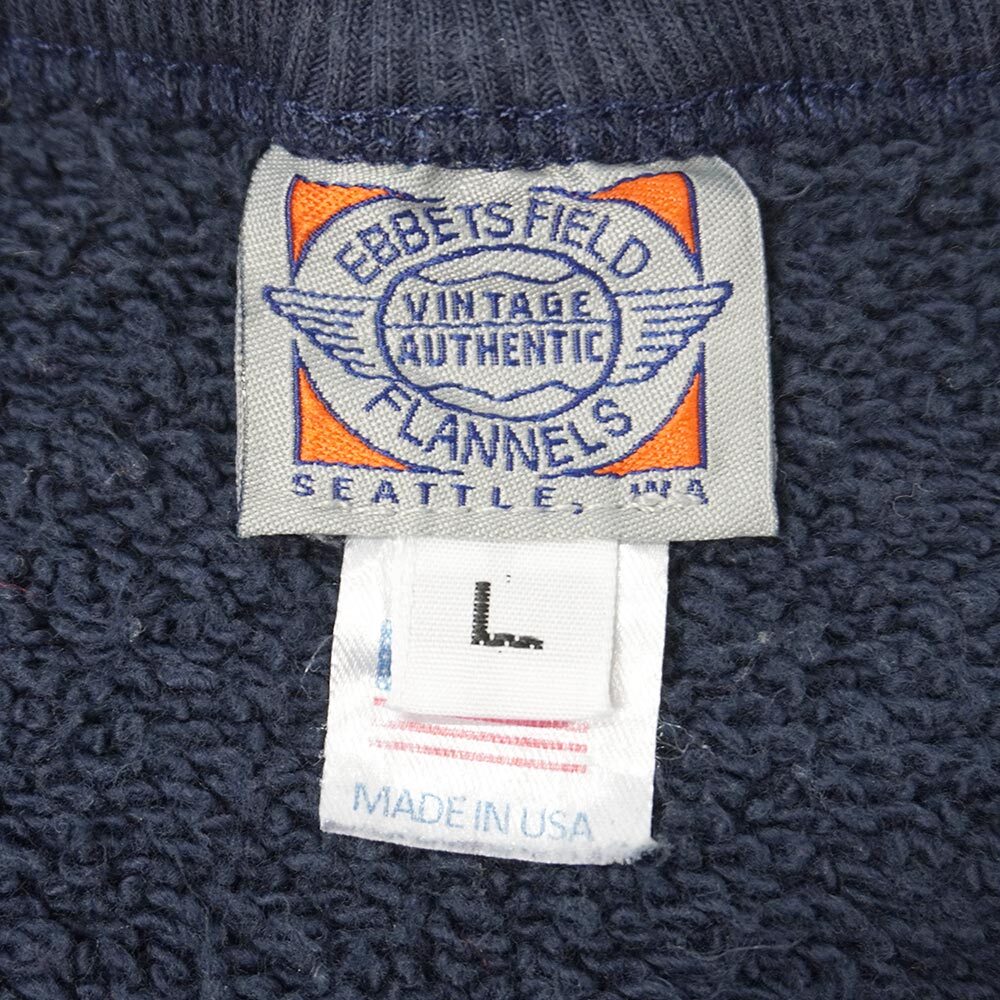 EBBETS FIELD
VINTAGE
AUTHENTIC
FLANNELS
SEATTLE, WA
L
MADE IN USA